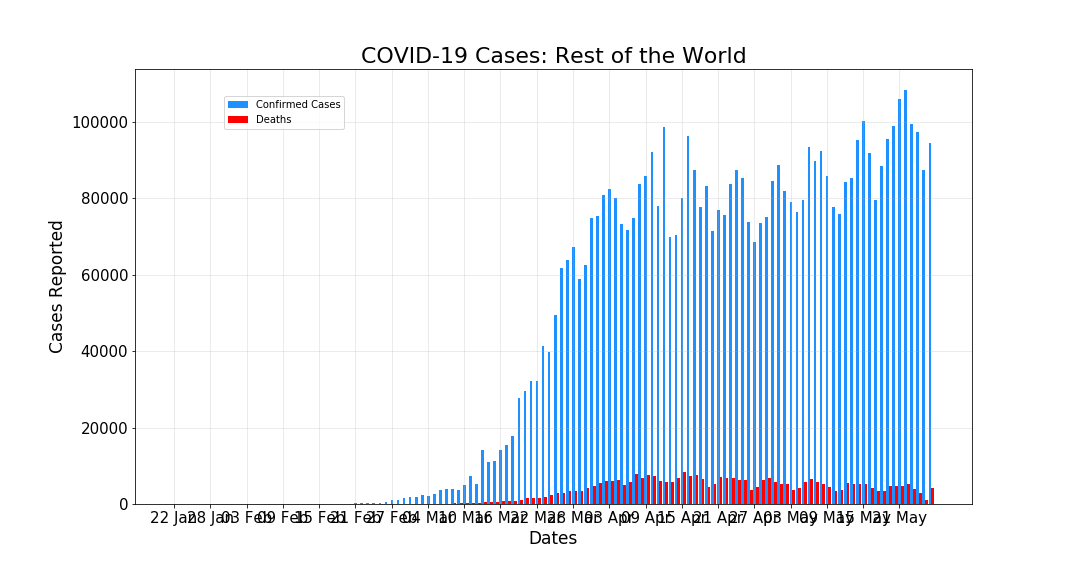 COVID-19 Cases: Rest of the World
Confirmed Cases
Deaths
100000
80000
60000
40000
20000
0
Cases Reported
22 Jan 28 Jan 03 Feb 09 Feb 15 Feb 21 Feb 27 Feb 04 Mar 10 Mar 16 Mar 22 Mar 28 Mar 03 Apr 09 Apr 15 Apr 21 Apr 27 Apr 03 May 09 May 15 May 21 May
Dates